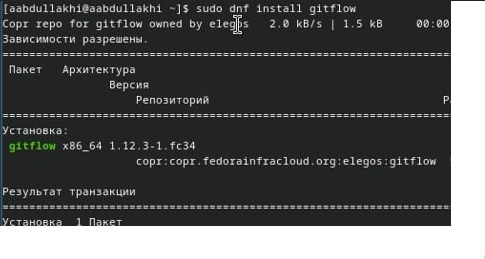 [aabdullakhi@aabdullakhi ~]$ sudo dnf install gitflow
Copr repo for gitflow owned by elegos 2.0 kB/s | 1.5 kB 00:00
Зависимости разрешены.
================================================
Пакет Архитектура
Версия
Репозиторий Р
================================================
Установка:
gitflow x86_64 1.12.3-1.fc34
copr:copr.fedorainfracloud.org:elegos:gitflow
Результат транзакции
================================================
Установка 1 Пакет